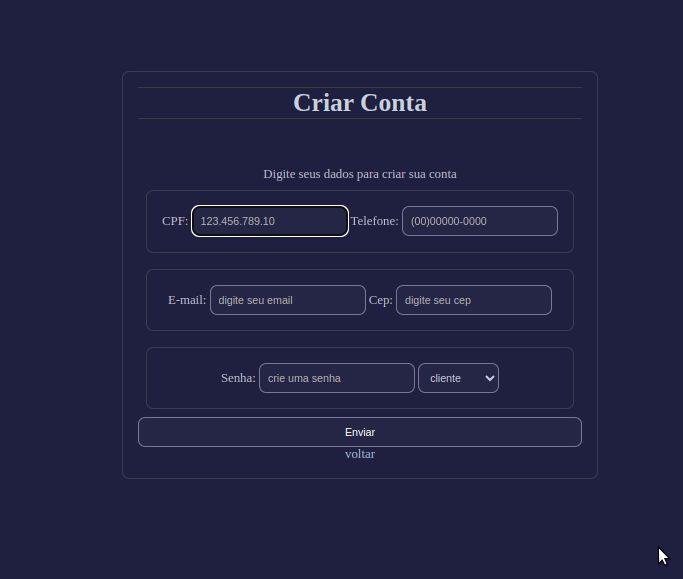 Criar Conta
Digite seus dados para criar sua conta
CPF: 123.456.789.10 Telefone: (00)00000-0000
E-mail: digite seu email Cep: digite seu cep
Senha: crie uma senha cliente
Enviar
voltar